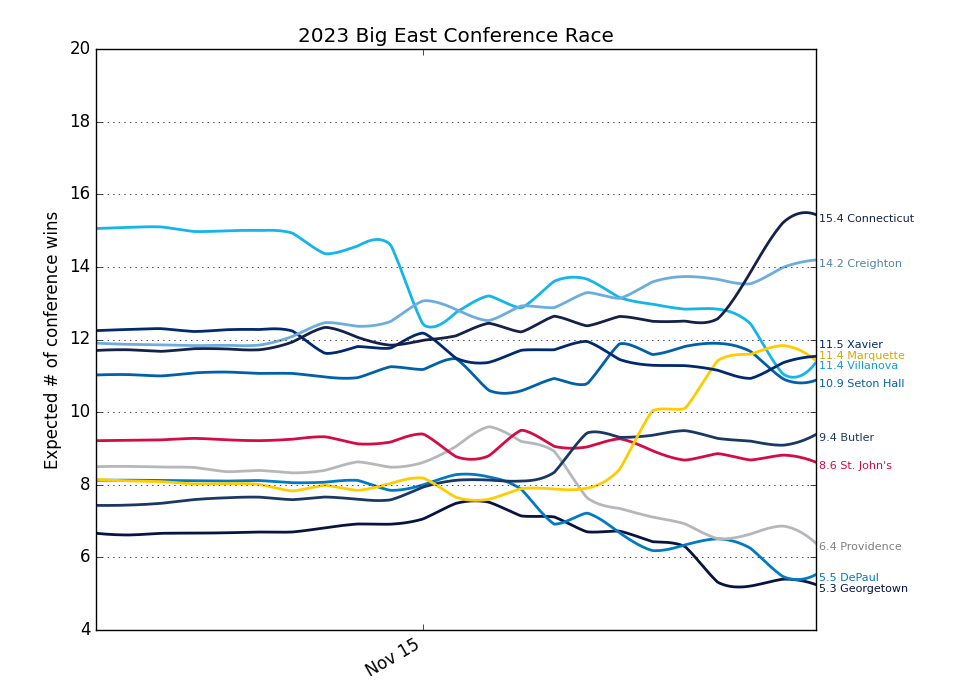 2023 Big East Conference Race
Expected # of conference wins
20
18
16
14
12
10
8
6
4
Nov 15
15.4 Connecticut
14.2 Creighton
11.5 Xavier
11.4 Marquette
11.4 Villanova
10.9 Seton Hall
9.4 Butler
8.6 St. John's
6.4 Providence
5.5 DePaul
5.3 Georgetown